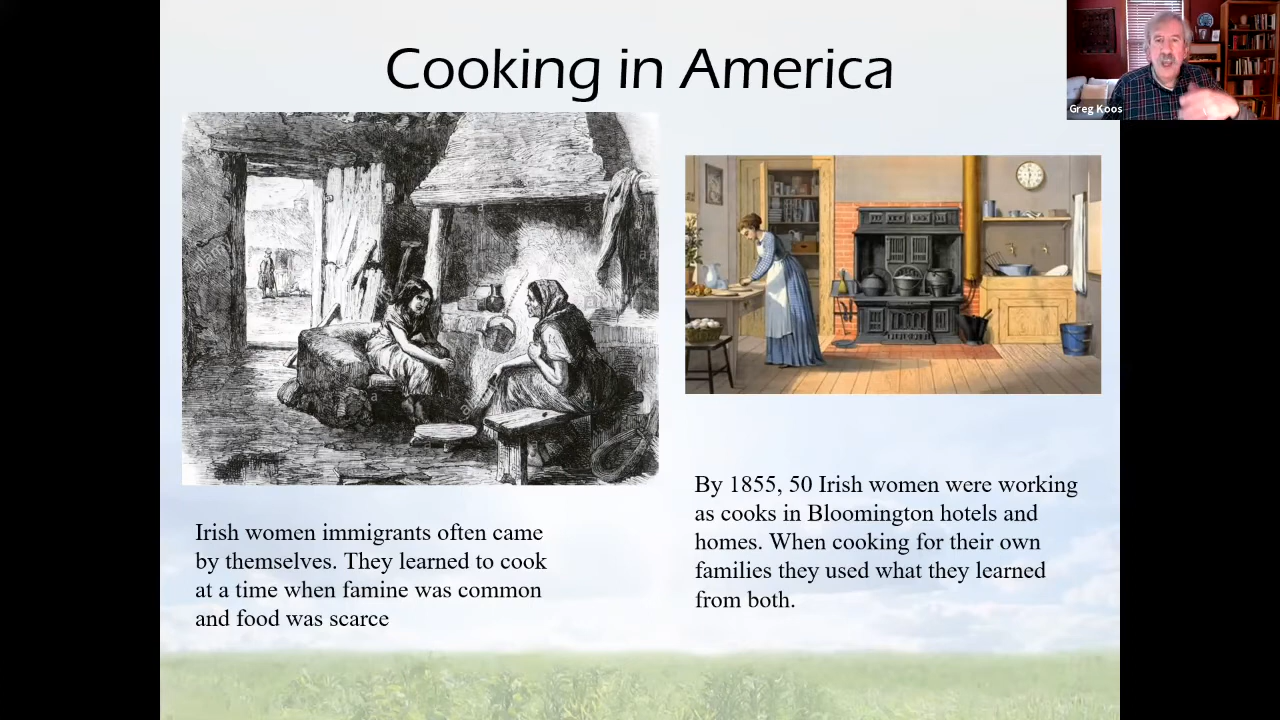 Cooking in America
Greg Koos
Irish women immigrants often came
by themselves. They learned to cook
at a time when famine was common
and food was scarce
By 1855, 50 Irish women were working
as cooks in Bloomington hotels and
homes. When cooking for their own
families they used what they learned
from both.